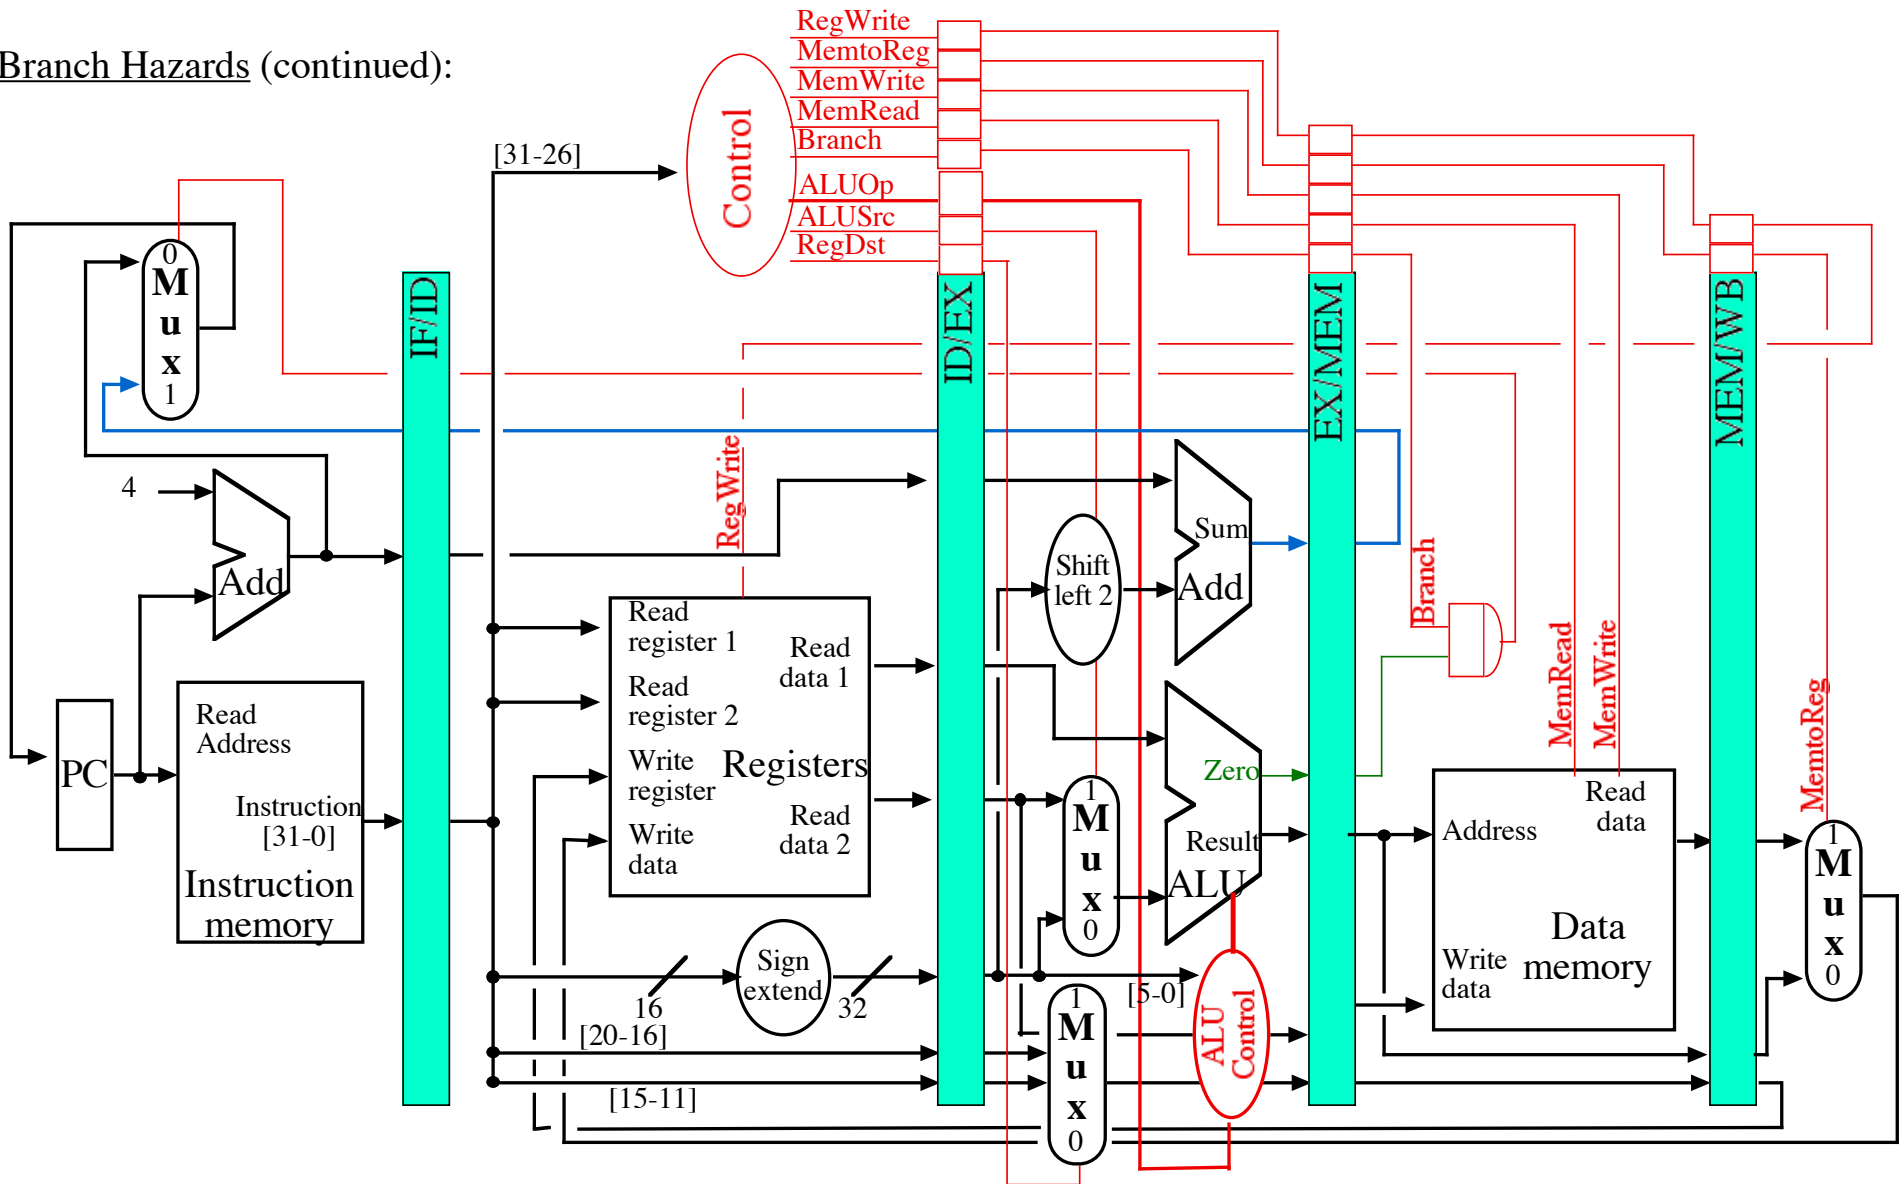 Branch Hazards (continued):
RegWrite
MemtoReg
MemWrite
MemRead
Branch
ALUOp
ALUSrc
RegDst
Control
[31-26]
0
M
u
x
1
IF/ID
ID/EX
EX/MEM
MEM/WB
4
Add
RegWrite
Shift
left 2
Sum
Add
Branch
MemRead
MemWrite
MemtoReg
PC
Read
Address
Instruction
[31-0]
Instruction
memory
Read
register 1
Read
register 2
Write
register
Write
data
Read
data 1
Registers
Read
data 2
1
M
u
x
0
Zero
Result
ALU
Address
Read
data
Write
data
Data
memory
1
M
u
x
0
Sign
extend
16
32
[20-16]
[15-11]
[5-0]
1
M
u
x
0
ALU
Control